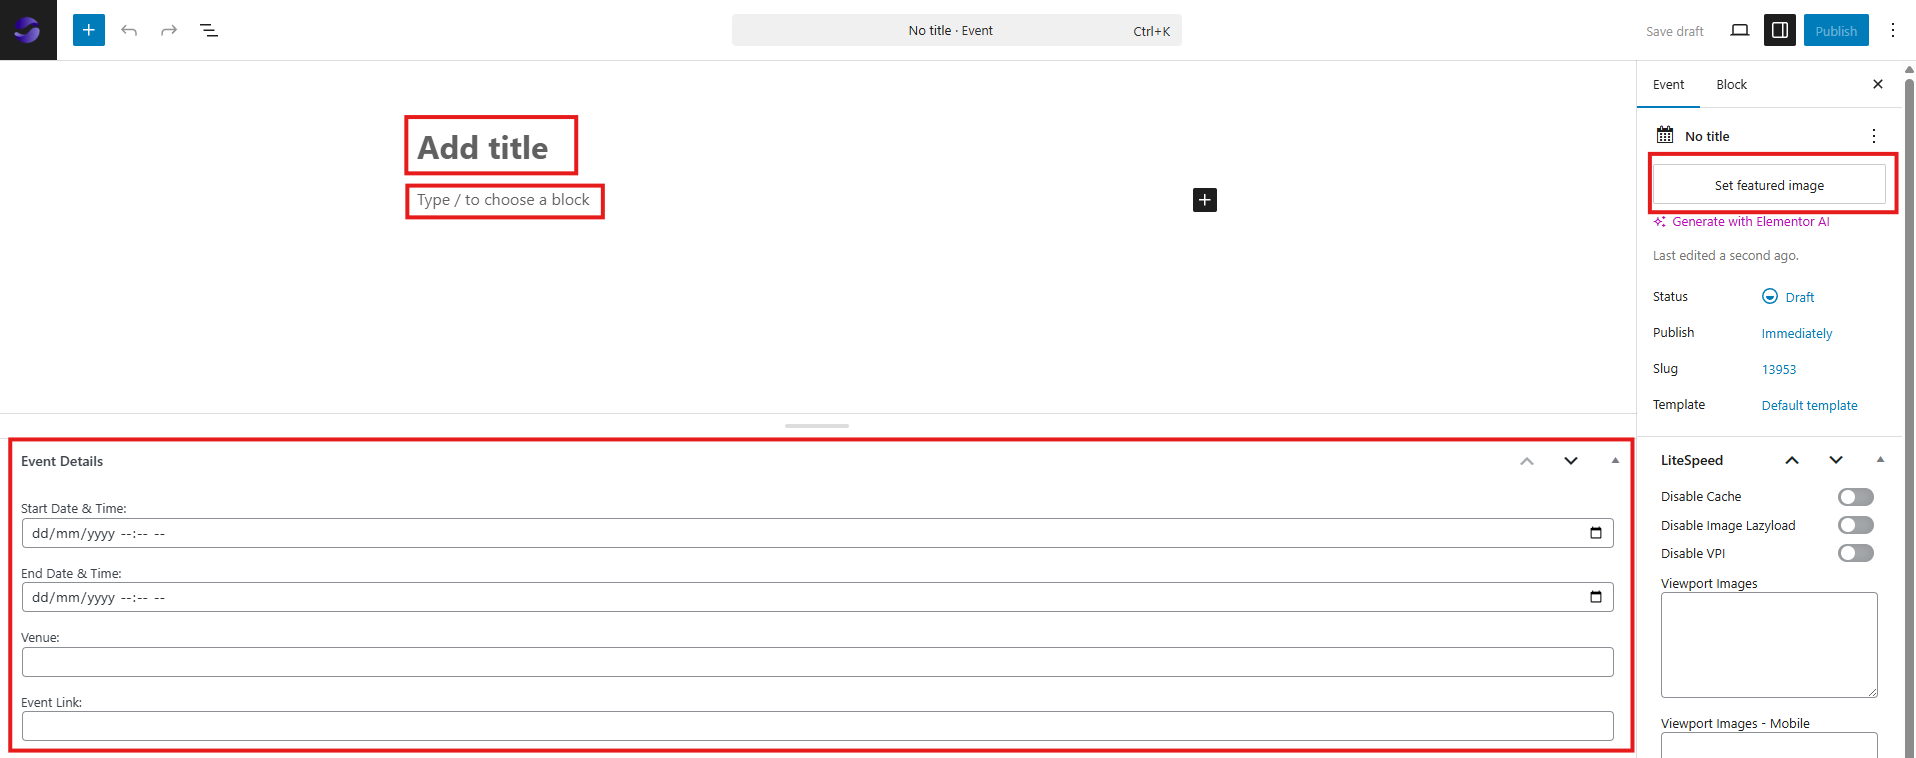 No title · Event Ctrl+K
Save draft
Publish
Add title
Type / to choose a block
Event Block
No title
Set featured image
Generate with Elementor AI
Last edited a second ago.
Status Draft
Publish Immediately
Slug 13953
Template Default template
Event Details
Start Date & Time:
dd/mm/yyyy --:-- --
End Date & Time:
dd/mm/yyyy --:-- --
Venue:
Event Link:
LiteSpeed
Disable Cache
Disable Image Lazyload
Disable VPI
Viewport Images
Viewport Images - Mobile